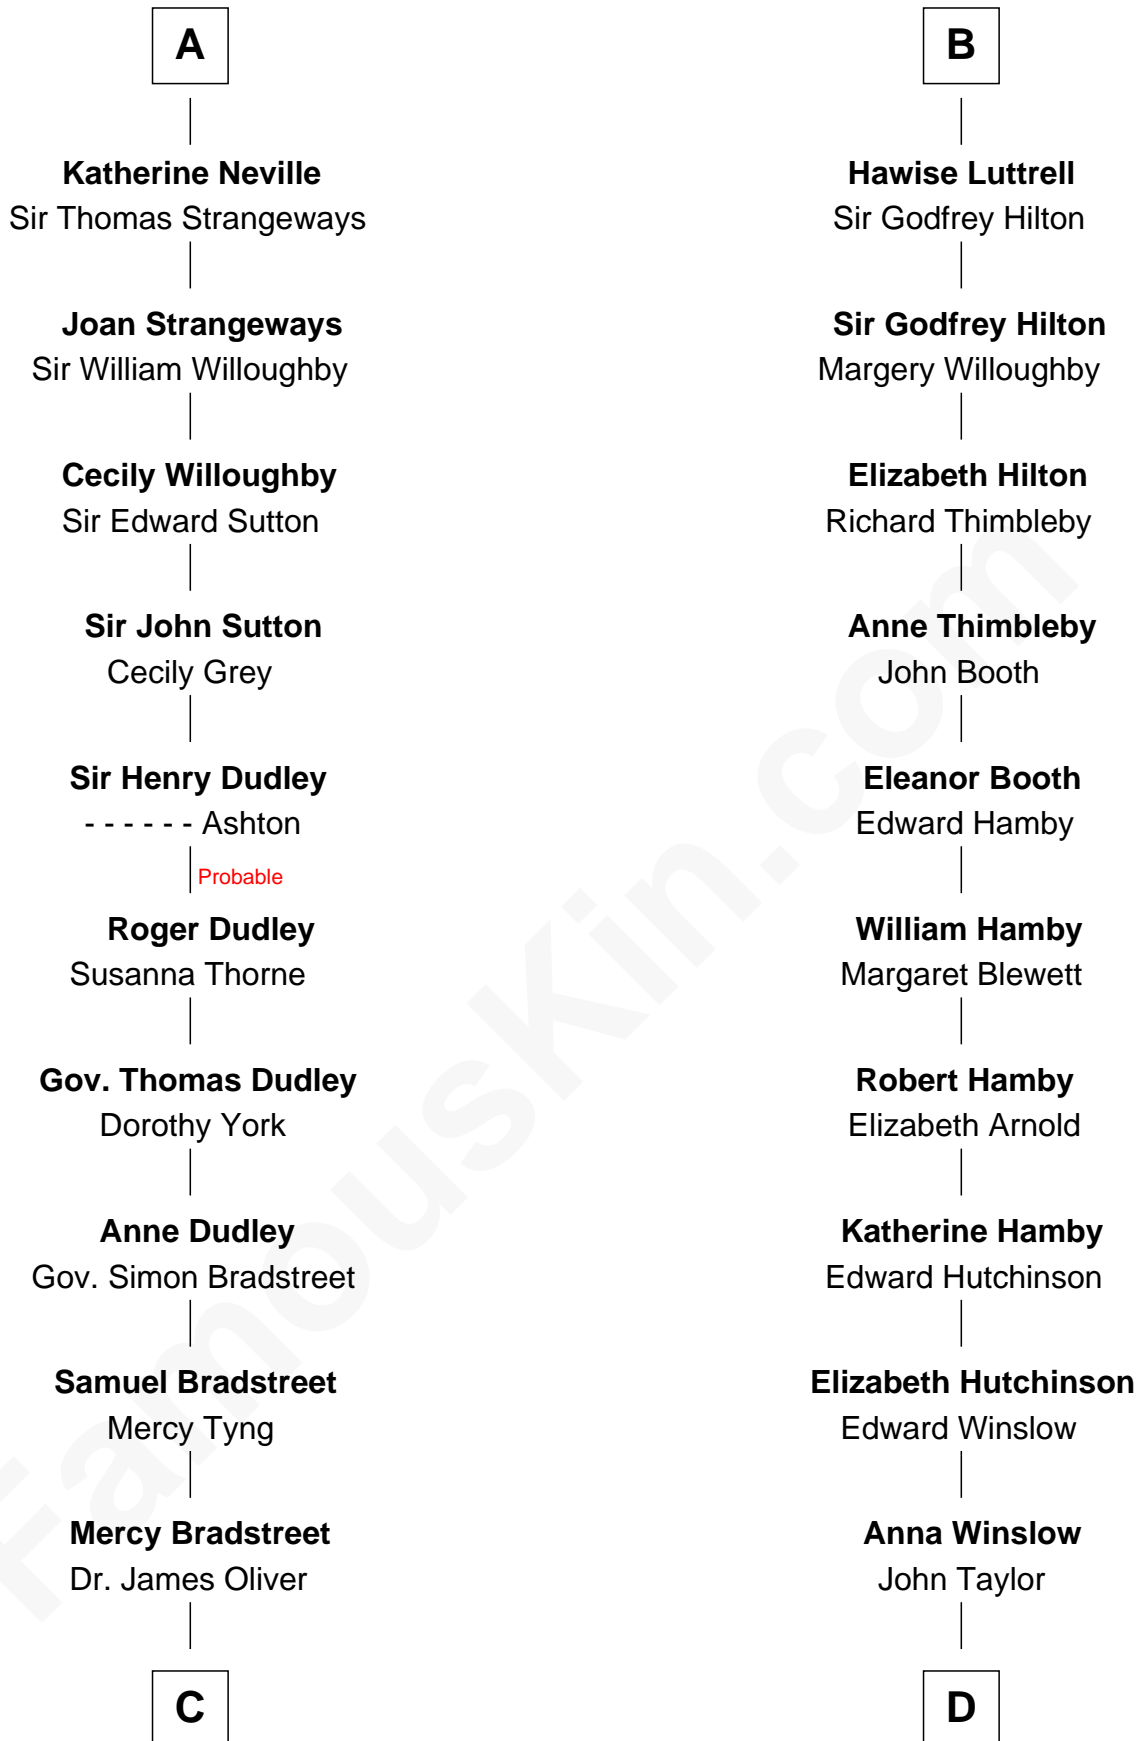 A
Katherine Neville
Sir Thomas Strangeways
Joan Strangeways
Sir William Willoughby
Cecily Willoughby
Sir Edward Sutton
Sir John Sutton
Cecily Grey
Sir Henry Dudley
- - - - - - Ashton
Probable
Roger Dudley
Susanna Thorne
Gov. Thomas Dudley
Dorothy York
Anne Dudley
Gov. Simon Bradstreet
Samuel Bradstreet
Mercy Tyng
Mercy Bradstreet
Dr. James Oliver
C
B
Hawise Luttrell
Sir Godfrey Hilton
Sir Godfrey Hilton
Margery Willoughby
Elizabeth Hilton
Richard Thimbleby
Anne Thimbleby
John Booth
Eleanor Booth
Edward Hamby
William Hamby
Margaret Blewett
Robert Hamby
Elizabeth Arnold
Katherine Hamby
Edward Hutchinson
Elizabeth Hutchinson
Edward Winslow
Anna Winslow
John Taylor
D
FamousKin.com